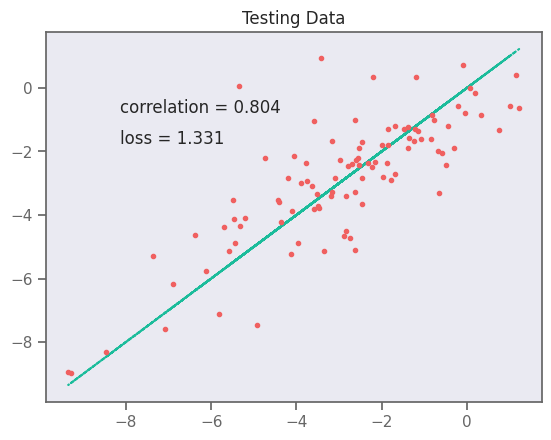 Testing Data
correlation = 0.804
loss = 1.331
0
−2
−4
−6
−8
−8 −6 −4 −2 0